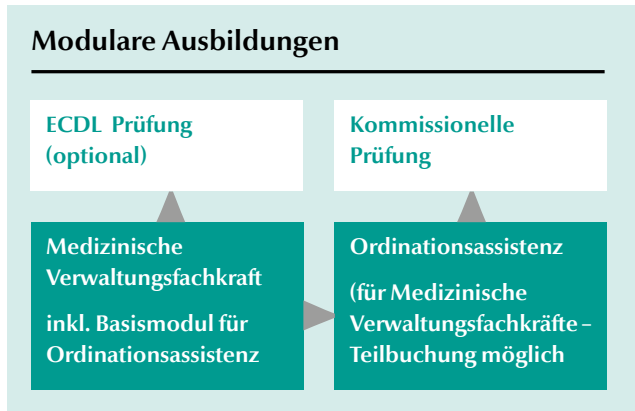 Modulare Ausbildungen
ECDL Prüfung
(optional)
Kommissionelle
Prüfung
Medizinische
Verwaltungsfachkraft
inkl. Basismodul für
Ordinationsassistenz
Ordinationsassistenz
(für Medizinische
Verwaltungsfachkräfte –
Teilbuchung möglich